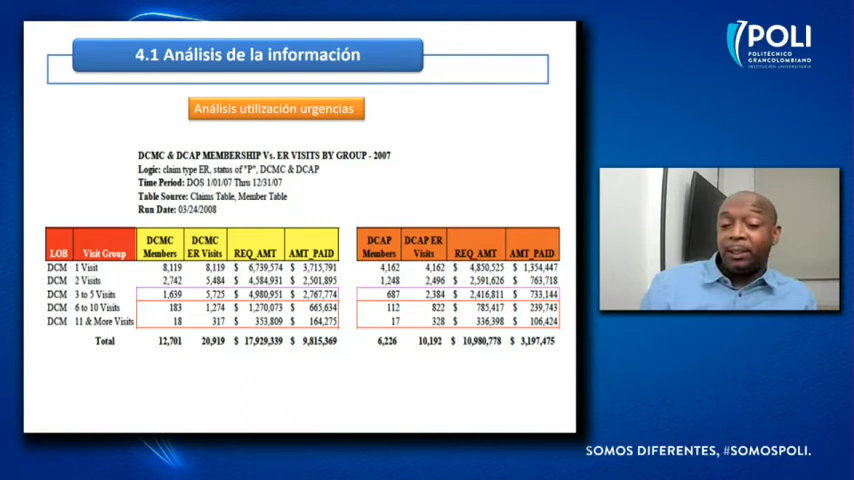 4.1 Análisis de la información
Análisis utilización urgencias
DCMC & DCAP MEMBERSHIP Vs. ER VISITS BY GROUP - 2007
Logic: claim type ER, status of "P", DCMC & DCAP
Time Period: DOS 1/01/07 Thru 12/31/07
Table Source: Claims Table, Member Table
Run Date: 03/24/2008
LOB Visit Group DCMC Members DCMC ER Visits REQ_AMT AMT_PAID DCAP Members DCAP ER Visits REQ_AMT AMT_PAID
DCM 1 Visit 8,119 8,119 $ 6,739,574 $ 3,715,791 4,162 4,162 $ 4,850,525 $ 1,354,447
DCM 2 Visits 2,742 5,484 $ 4,584,931 $ 2,501,895 1,248 2,496 $ 2,591,626 $ 763,718
DCM 3 to 5 Visits 1,639 5,725 $ 4,980,951 $ 2,767,774 687 2,384 $ 2,416,811 $ 733,144
DCM 6 to 10 Visits 183 1,274 $ 1,270,073 $ 665,634 112 822 $ 785,417 $ 239,743
DCM 11 & More Visits 18 317 $ 353,809 $ 164,275 17 328 $ 336,398 $ 106,424
Total 12,701 20,919 $ 17,929,339 $ 9,815,369 6,226 10,192 $ 10,980,778 $ 3,197,475
POLI
POLITÉCNICO
GRANCOLOMBIANO
INSTITUCIÓN UNIVERSITARIA
SOMOS DIFERENTES, #SOMOSPOLI.